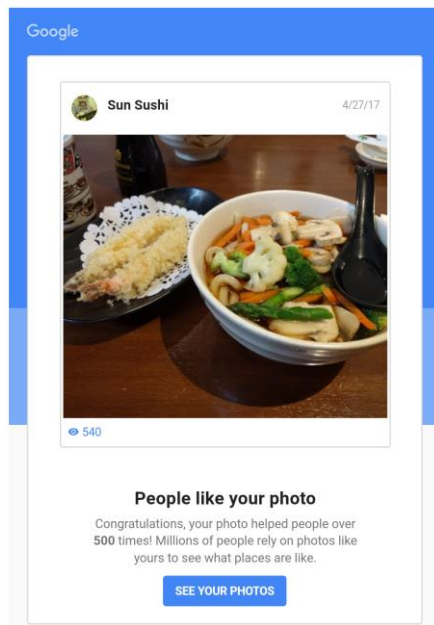 Google
Sun Sushi 4/27/17
540
People like your photo
Congratulations, your photo helped people over
500 times! Millions of people rely on photos like
yours to see what places are like.
SEE YOUR PHOTOS